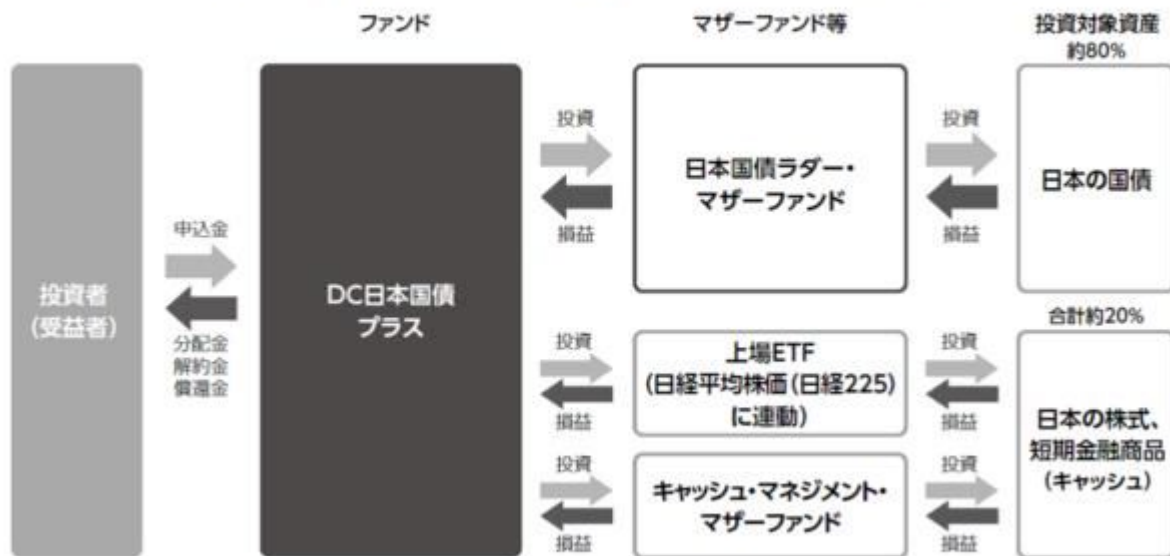 ファンド
マザーファンド等
投資対象資産
約80%
投資者
(受益者)
申込金
分配金
解約金
償還金
DC日本国債
プラス
投資
損益
日本国債ラダー・
マザーファンド
投資
損益
日本の国債
投資
損益
上場ETF
(日経平均株価(日経225)
に連動)
投資
損益
合計約20%
日本の株式、
短期金融商品
(キャッシュ)
投資
損益
キャッシュ・マネジメント・
マザーファンド
投資
損益